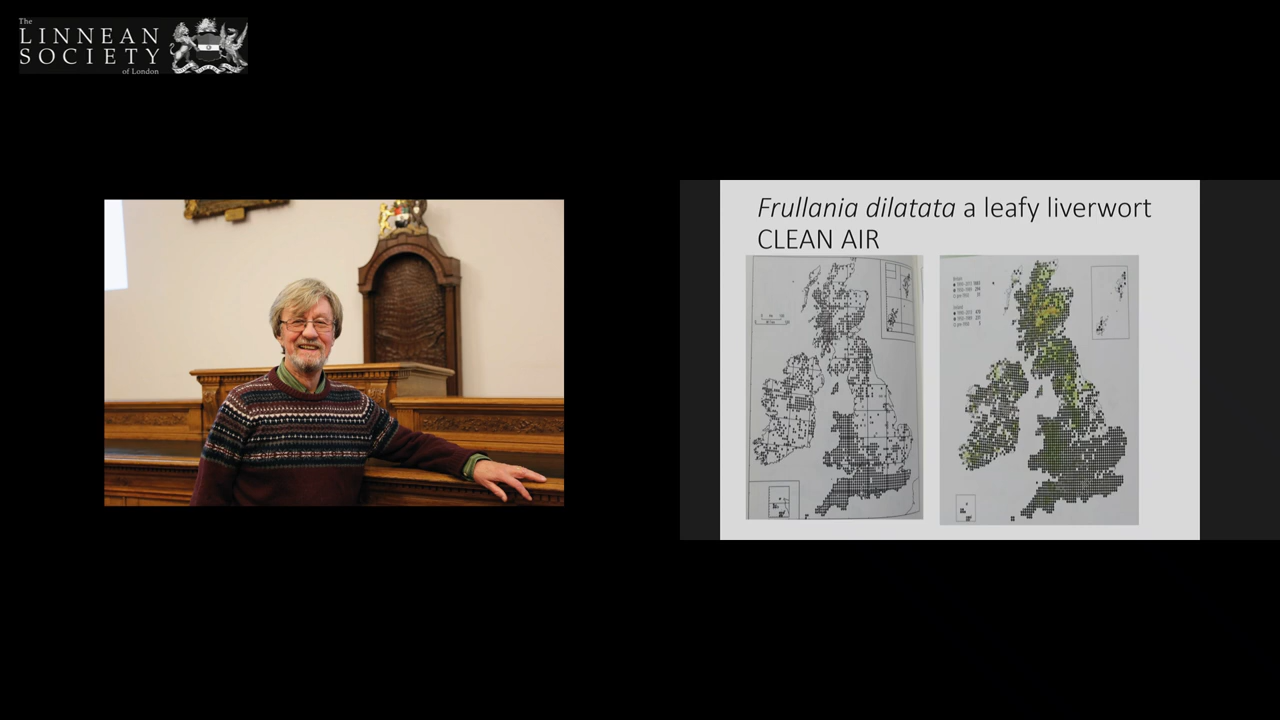 The
LINNEAN
SOCIETY
of London
Frullania dilatata a leafy liverwort
CLEAN AIR